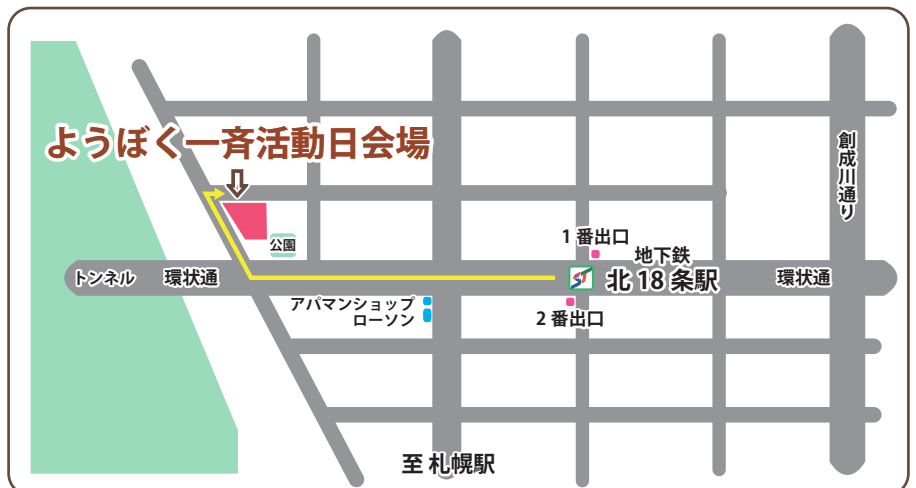 ようぼく一斉活動日会場
創成川通り
公園
1番出口
地下鉄
北18条駅
トンネル
環状通
環状通
アパマンショップ
ローソン
2番出口
至 札幌駅
ST